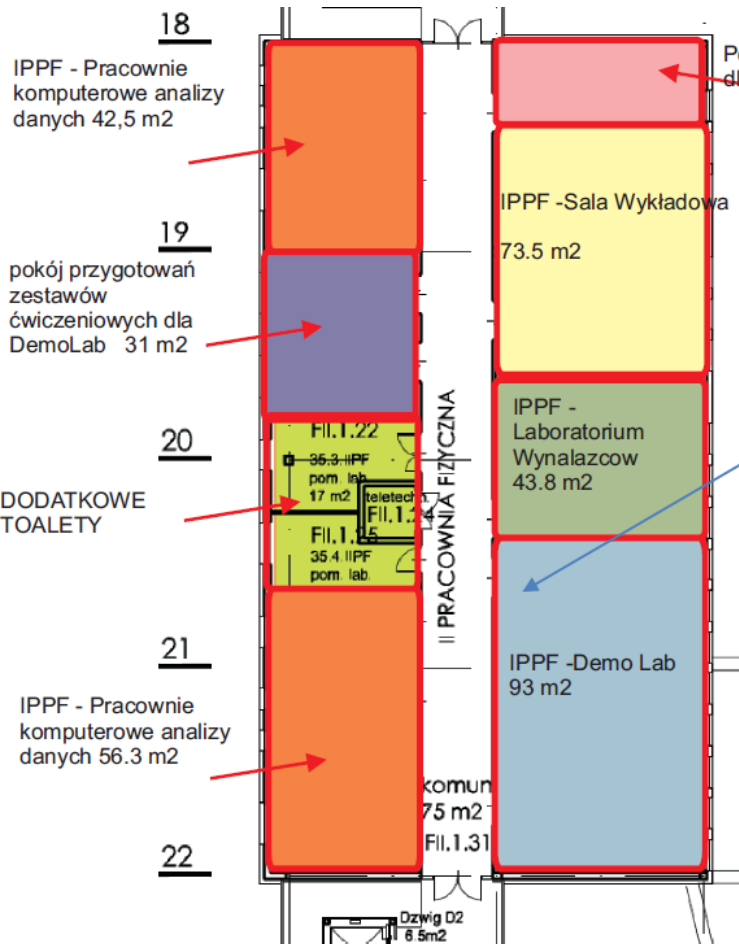 18
IPPF - Pracownie
komputerowe analizy
danych 42,5 m2
19
pokój przygotowań
zestawów
ćwiczeniowych dla
DemoLab 31 m2
20
DODATKOWE
TOALETY
21
IPPF - Pracownie
komputerowe analizy
danych 56.3 m2
22
FII.1.22
35.3.IIPF
pom. lab.
17 m2
teletech.
FII.1.24
FII.1.25
35.4.IIPF
pom. lab.
II PRACOWNIA FIZYCZNA
komun
75 m2
FII.1.31
Dzwig D2
6.5m2
IPPF -Sala Wykładowa
73.5 m2
IPPF -
Laboratorium
Wynalazcow
43.8 m2
IPPF -Demo Lab
93 m2